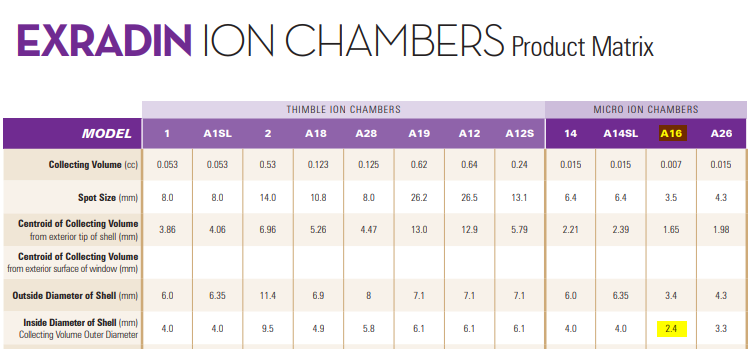 EXRADIN ION CHAMBERS Product Matrix
THIMBLE ION CHAMBERS MICRO ION CHAMBERS
MODEL 1 A1SL 2 A18 A28 A19 A12 A12S 14 A14SL A16 A26
Collecting Volume (cc) 0.053 0.053 0.53 0.123 0.125 0.62 0.64 0.24 0.015 0.015 0.007 0.015
Spot Size (mm) 8.0 8.0 14.0 10.8 8.0 26.2 26.5 13.1 6.4 6.4 3.5 4.3
Centroid of Collecting Volume
from exterior tip of shell (mm) 3.86 4.06 6.96 5.26 4.47 13.0 12.9 5.79 2.21 2.39 1.65 1.98
Centroid of Collecting Volume
from exterior surface of window (mm)
Outside Diameter of Shell (mm) 6.0 6.35 11.4 6.9 8 7.1 7.1 7.1 6.0 6.35 3.4 4.3
Inside Diameter of Shell (mm)
Collecting Volume Outer Diameter 4.0 4.0 9.5 4.9 5.8 6.1 6.1 6.1 4.0 4.0 2.4 3.3